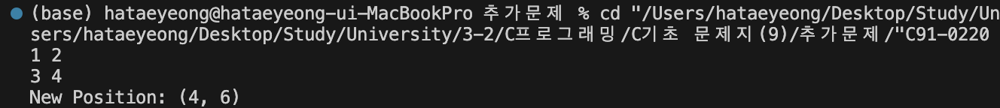 (base) hataeyeong@hataeyeong-ui-MacBookPro 추가문제 % cd "/Users/hataeyeong/Desktop/Study/Un
sers/hataeyeong/Desktop/Study/University/3-2/C프로그래밍/C기초 문제지(9)/추가문제/"C91-0220
1 2
3 4
New Position: (4, 6)